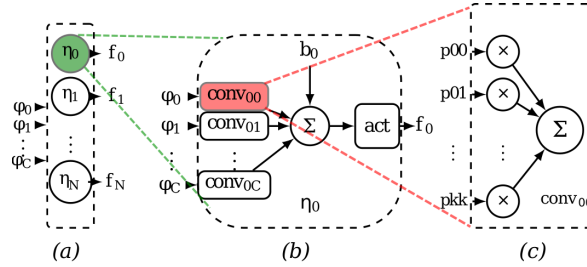 η0
f0
η1
f1
φ0
φ1
φC
ηN
fN
(a)
b0
φ0
conv00
φ1
conv01
Σ
act
f0
φC
conv0C
η0
(b)
p00
×
p01
×
Σ
pkk
×
(c)